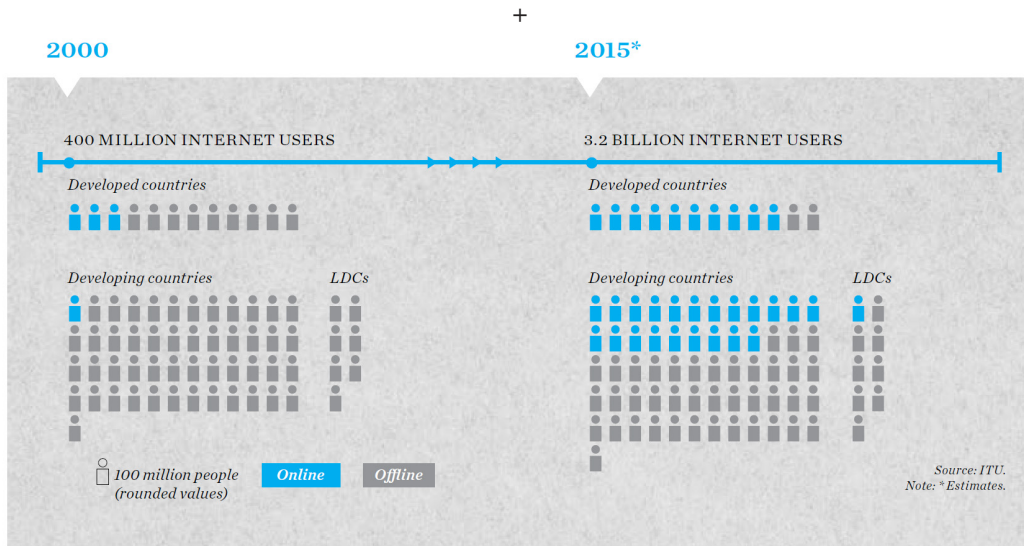 +
2000
2015*
400 MILLION INTERNET USERS
3.2 BILLION INTERNET USERS
Developed countries
Developed countries
Developing countries
LDCs
Developing countries
LDCs
100 million people
(rounded values)
Online
Offline
Source: ITU.
Note: * Estimates.